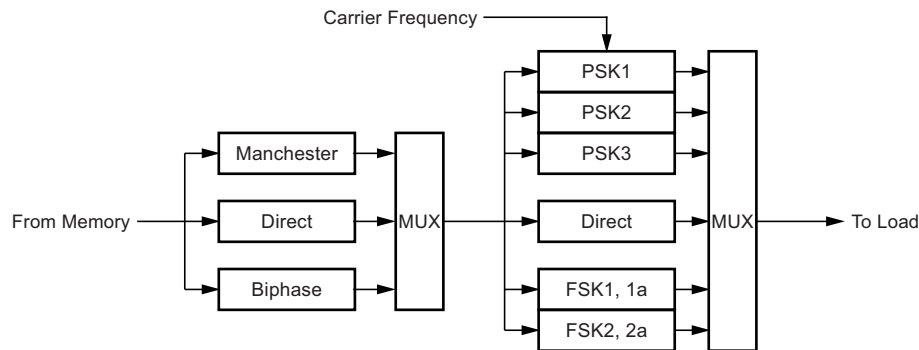 Carrier Frequency
PSK1
PSK2
PSK3
Manchester
From Memory
Direct
MUX
Direct
MUX
To Load
Biphase
FSK1, 1a
FSK2, 2a